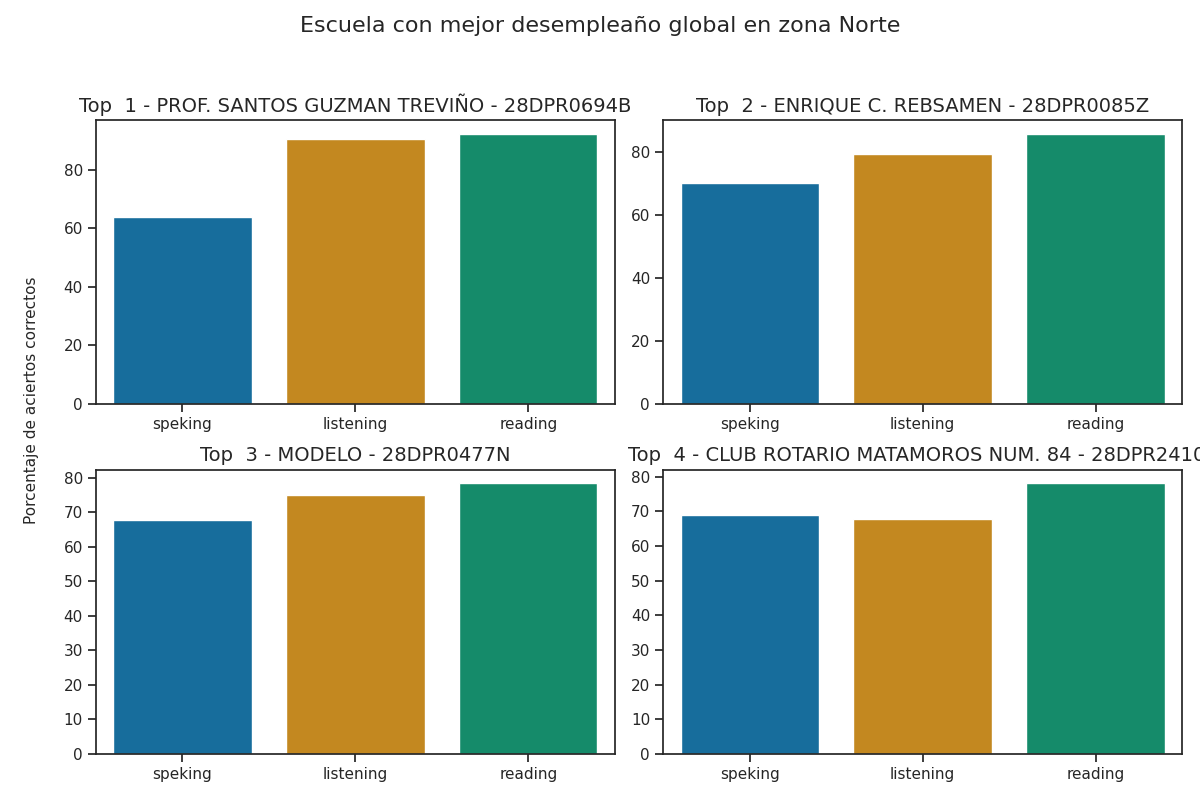 Escuela con mejor desempleaño global en zona Norte
Porcentaje de aciertos correctos
Top  1 - PROF. SANTOS GUZMAN TREVIÑO - 28DPR0694B
80
60
40
20
0
speking listening reading
Top  2 - ENRIQUE C. REBSAMEN - 28DPR0085Z
80
60
40
20
0
speking listening reading
Top  3 - MODELO - 28DPR0477N
80
70
60
50
40
30
20
10
0
speking listening reading
Top  4 - CLUB ROTARIO MATAMOROS NUM. 84 - 28DPR2410
80
70
60
50
40
30
20
10
0
speking listening reading